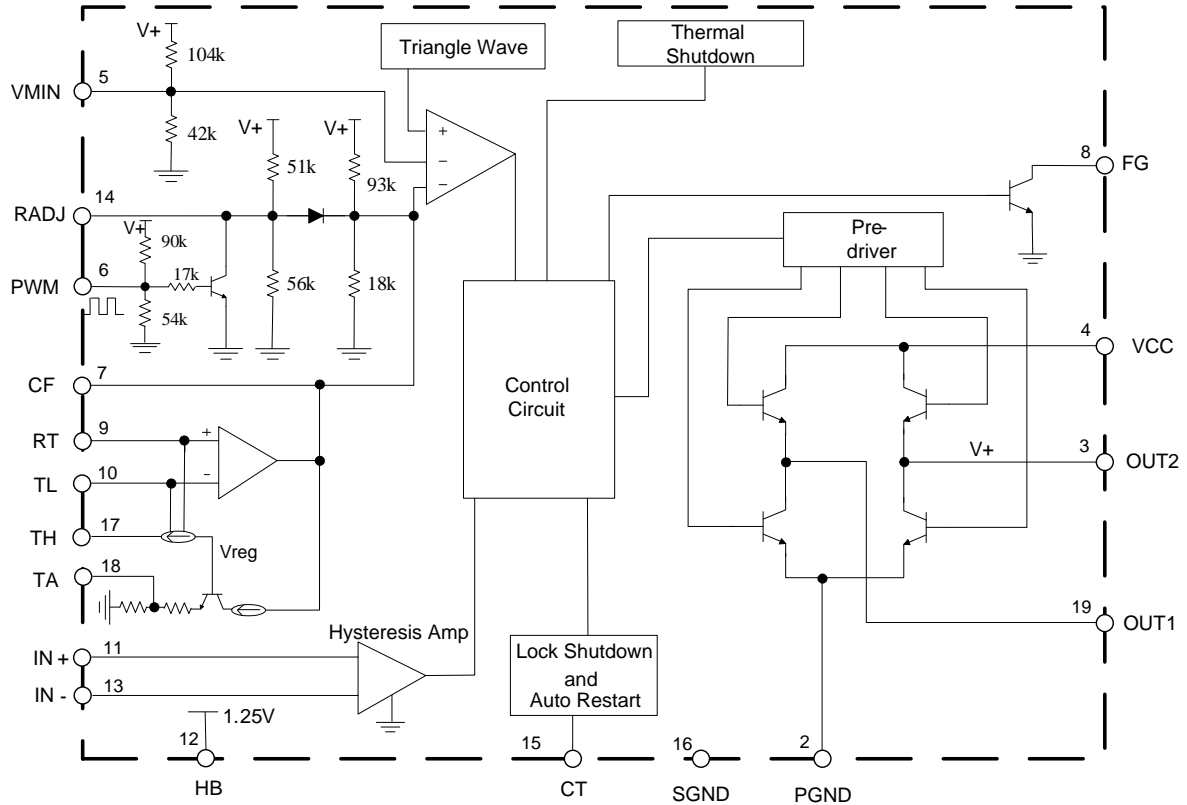 V+
104k
5
VMIN
42k
Triangle Wave
Thermal
Shutdown
V+
V+
51k
93k
+
−
−
8
FG
14
RADJ
V+
90k
6
PWM
17k
54k
56k
18k
Pre-
driver
4
VCC
7
CF
Control
Circuit
9
RT
+
−
10
TL
V+
3
OUT2
17
TH
Vreg
18
TA
19
OUT1
Hysteresis Amp
11
IN +
13
IN -
Lock Shutdown
and
Auto Restart
1.25V
12
HB
15
CT
16
SGND
2
PGND